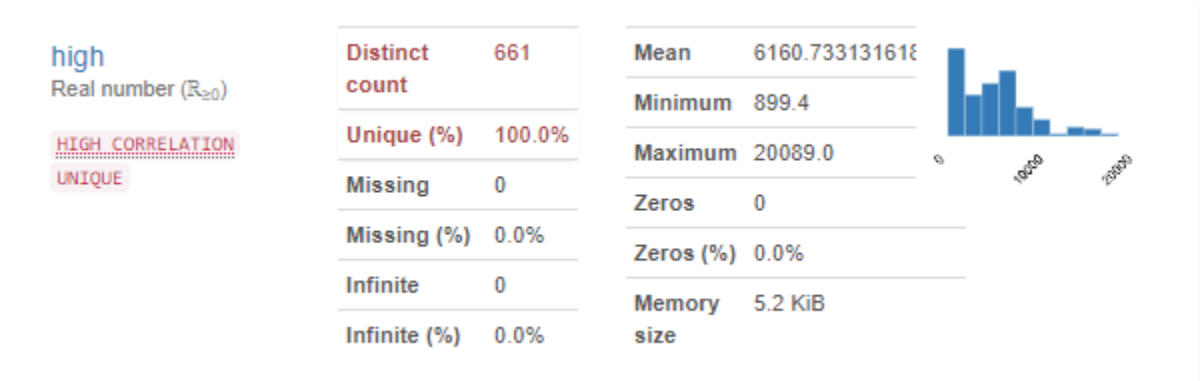 high
Real number (ℝ≥0)
HIGH CORRELATION
UNIQUE
Distinct count 661
Unique (%) 100.0%
Missing 0
Missing (%) 0.0%
Infinite 0
Infinite (%) 0.0%
Mean 6160.733131618
Minimum 899.4
Maximum 20089.0
Zeros 0
Zeros (%) 0.0%
Memory size 5.2 KiB
0 10000 20000